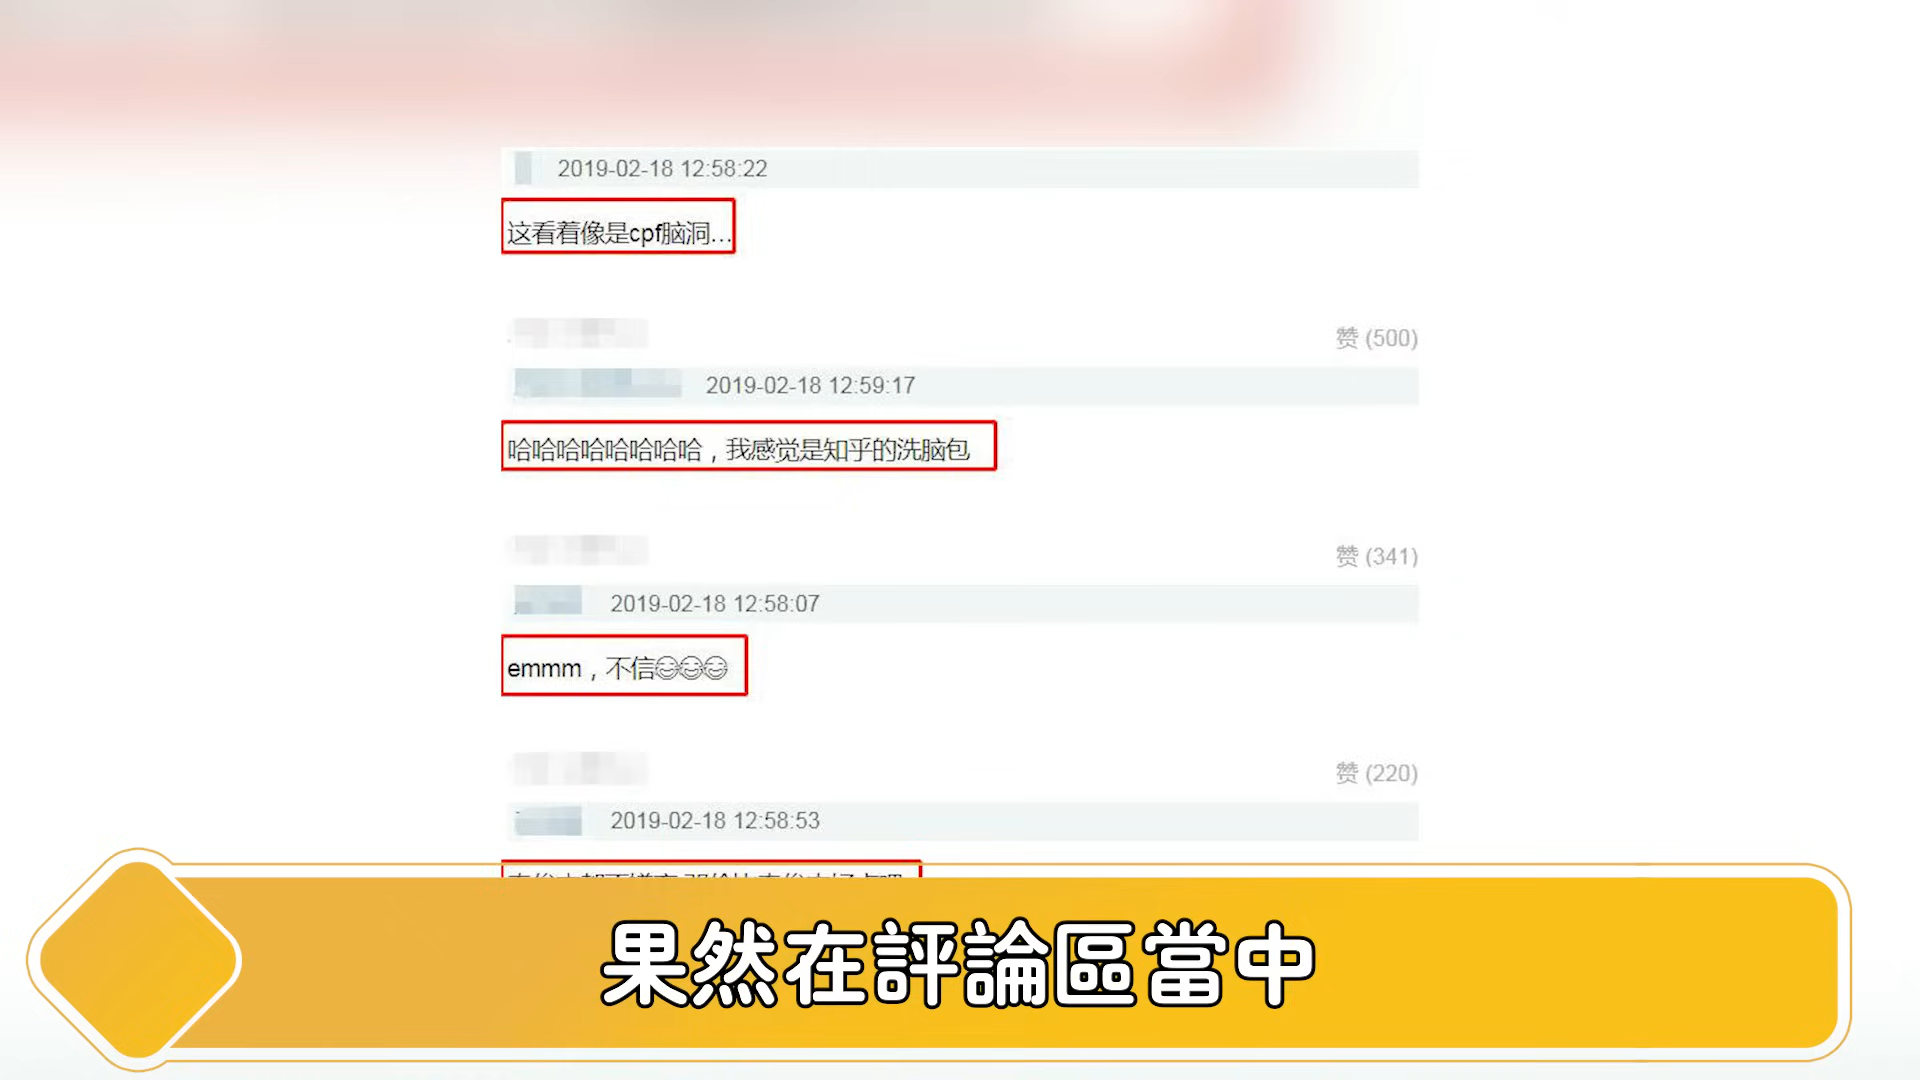 2019-02-18 12:58:22
这看着像是cpf脑洞...
赞 (500)
2019-02-18 12:59:17
哈哈哈哈哈哈哈哈，我感觉是知乎的洗脑包
赞 (341)
2019-02-18 12:58:07
emmm，不信😊😊😊
赞 (220)
2019-02-18 12:58:53
果然在評論區當中